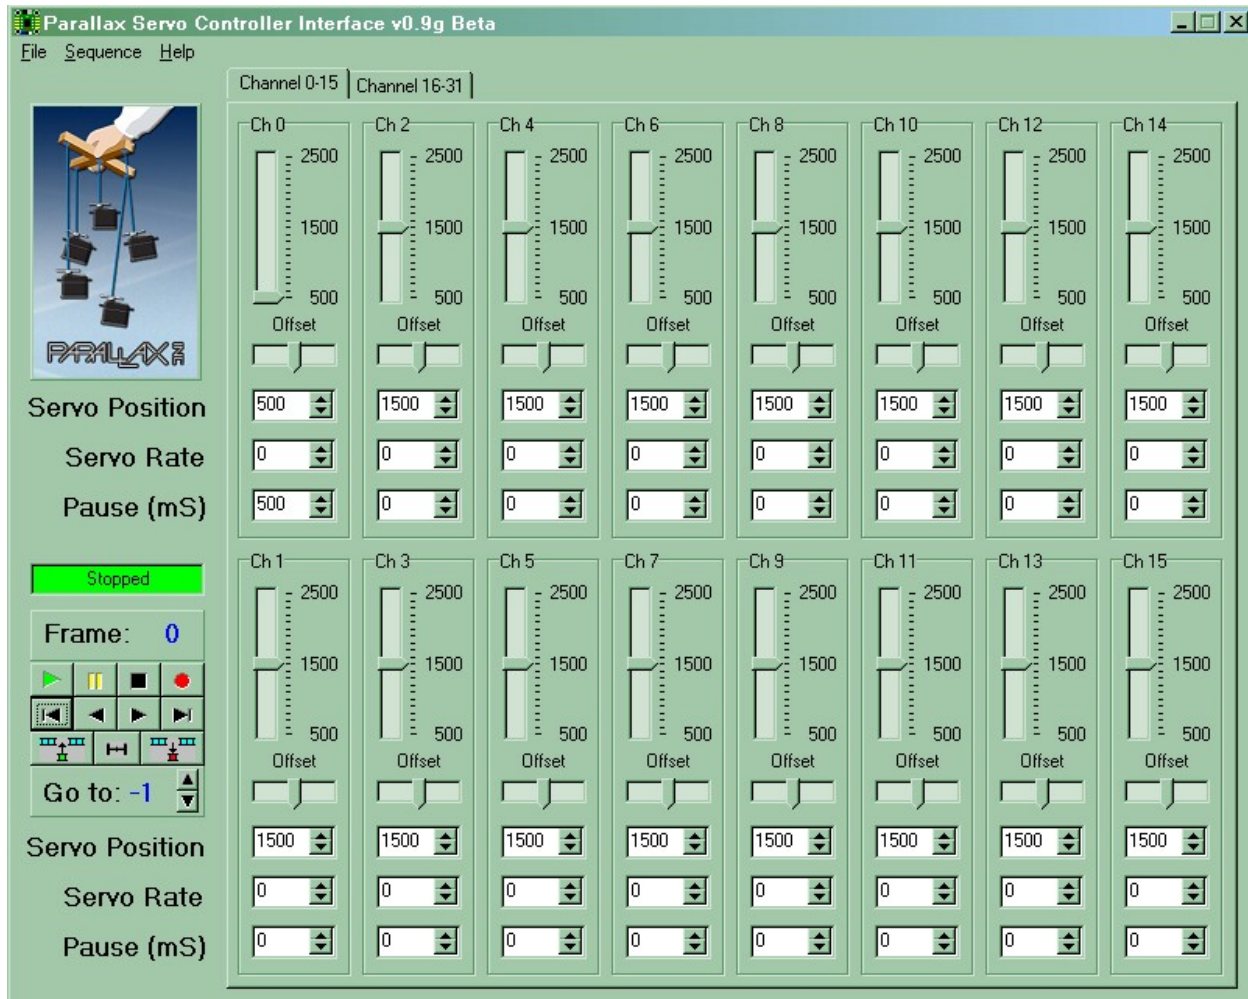 Parallax Servo Controller Interface v0.9g Beta
File Sequence Help
Channel 0-15 Channel 16-31
PARALLAX INC
Ch 0 Ch 2 Ch 4 Ch 6 Ch 8 Ch 10 Ch 12 Ch 14
2500 2500 2500 2500 2500 2500 2500 2500
1500 1500 1500 1500 1500 1500 1500 1500
500 500 500 500 500 500 500 500
Offset Offset Offset Offset Offset Offset Offset Offset
Servo Position 500 1500 1500 1500 1500 1500 1500 1500
Servo Rate 0 0 0 0 0 0 0 0
Pause (mS) 500 0 0 0 0 0 0 0
Stopped
Frame: 0
Go to: -1
Ch 1 Ch 3 Ch 5 Ch 7 Ch 9 Ch 11 Ch 13 Ch 15
2500 2500 2500 2500 2500 2500 2500 2500
1500 1500 1500 1500 1500 1500 1500 1500
500 500 500 500 500 500 500 500
Offset Offset Offset Offset Offset Offset Offset Offset
Servo Position 1500 1500 1500 1500 1500 1500 1500 1500
Servo Rate 0 0 0 0 0 0 0 0
Pause (mS) 0 0 0 0 0 0 0 0